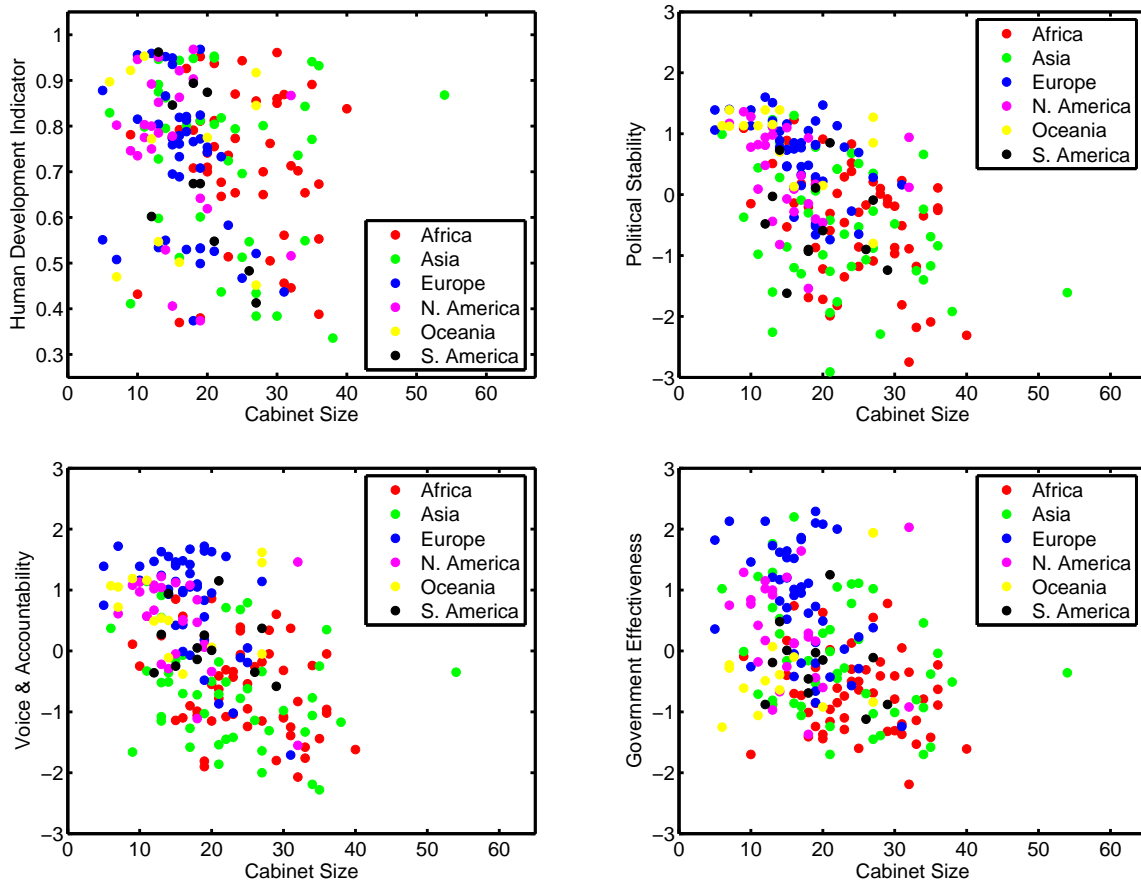 1
0.9
0.8
0.7
0.6
0.5
0.4
0.3
0 10 20 30 40 50 60
Human Development Indicator
Cabinet Size
Africa
Asia
Europe
N. America
Oceania
S. America
3
2
1
0
−1
−2
−3
0 10 20 30 40 50 60
Political Stability
Cabinet Size
Africa
Asia
Europe
N. America
Oceania
S. America
3
2
1
0
−1
−2
−3
0 10 20 30 40 50 60
Voice & Accountability
Cabinet Size
Africa
Asia
Europe
N. America
Oceania
S. America
3
2
1
0
−1
−2
−3
0 10 20 30 40 50 60
Government Effectiveness
Cabinet Size
Africa
Asia
Europe
N. America
Oceania
S. America